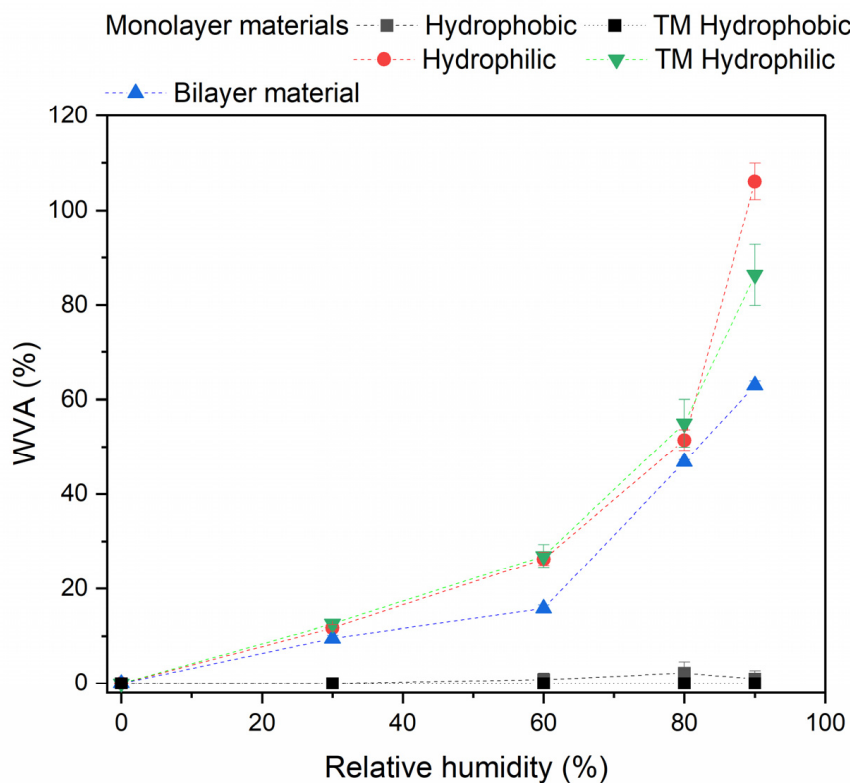 Monolayer materials Hydrophobic TM Hydrophobic
Hydrophilic TM Hydrophilic
Bilayer material
120
100
80
60
40
20
0
WVA (%)
0 20 40 60 80 100
Relative humidity (%)